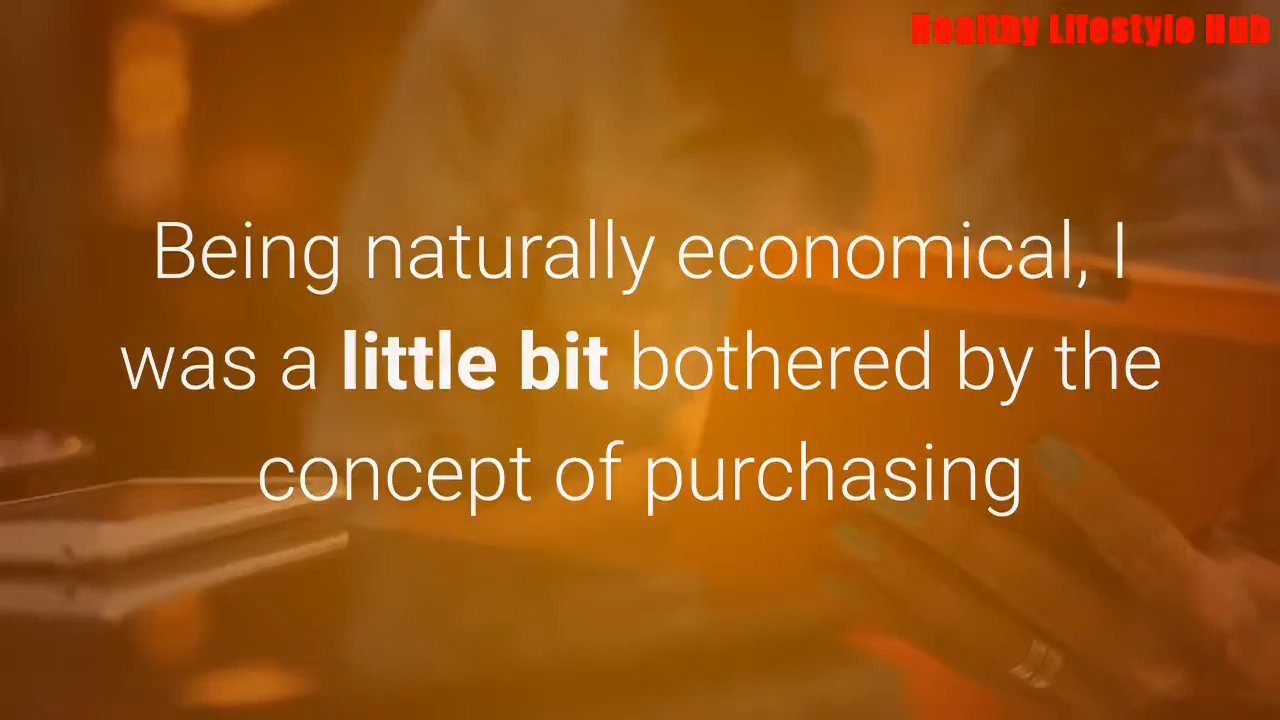 Healthy Lifestyle Hub
Being naturally economical, I
was a little bit bothered by the
concept of purchasing